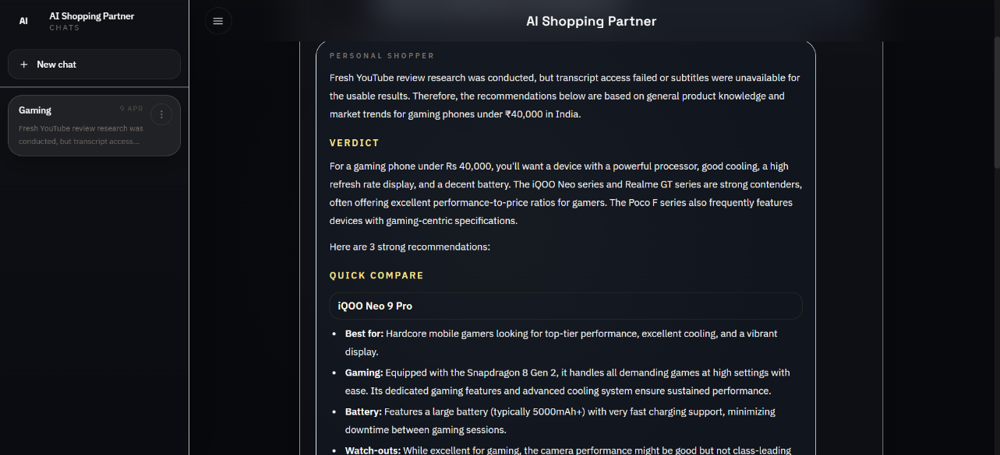 AI
AI Shopping Partner
CHATS
+ New chat
Gaming
9 APR
Fresh YouTube review research was
conducted, but transcript access...
AI Shopping Partner
PERSONAL SHOPPER
Fresh YouTube review research was conducted, but transcript access failed or subtitles were unavailable for
the usable results. Therefore, the recommendations below are based on general product knowledge and
market trends for gaming phones under ₹40,000 in India.
VERDICT
For a gaming phone under Rs 40,000, you'll want a device with a powerful processor, good cooling, a high
refresh rate display, and a decent battery. The iQOO Neo series and Realme GT series are strong contenders,
often offering excellent performance-to-price ratios for gamers. The Poco F series also frequently features
devices with gaming-centric specifications.
Here are 3 strong recommendations:
QUICK COMPARE
iQOO Neo 9 Pro
• Best for: Hardcore mobile gamers looking for top-tier performance, excellent cooling, and a vibrant
display.
• Gaming: Equipped with the Snapdragon 8 Gen 2, it handles all demanding games at high settings with
ease. Its dedicated gaming features and advanced cooling system ensure sustained performance.
• Battery: Features a large battery (typically 5000mAh+) with very fast charging support, minimizing
downtime between gaming sessions.
• Watch-outs: While excellent for gaming, the camera performance might be good but not class-leading